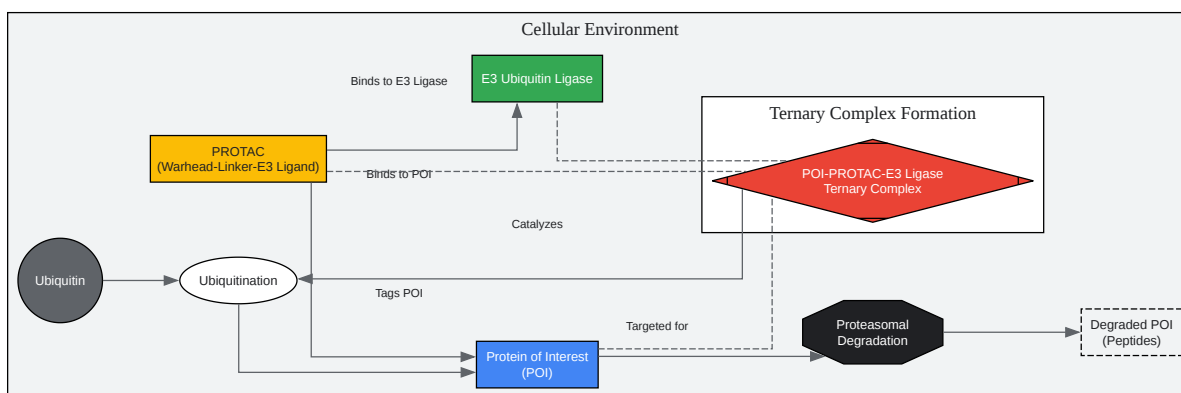 Cellular Environment
Binds to E3 Ligase
E3 Ubiquitin Ligase
Ternary Complex Formation
PROTAC
(Warhead-Linker-E3 Ligand)
Binds to POI
POI-PROTAC-E3 Ligase
Ternary Complex
Catalyzes
Ubiquitin
Ubiquitination
Tags POI
Targeted for
Proteasomal
Degradation
Degraded POI
(Peptides)
Protein of Interest
(POI)